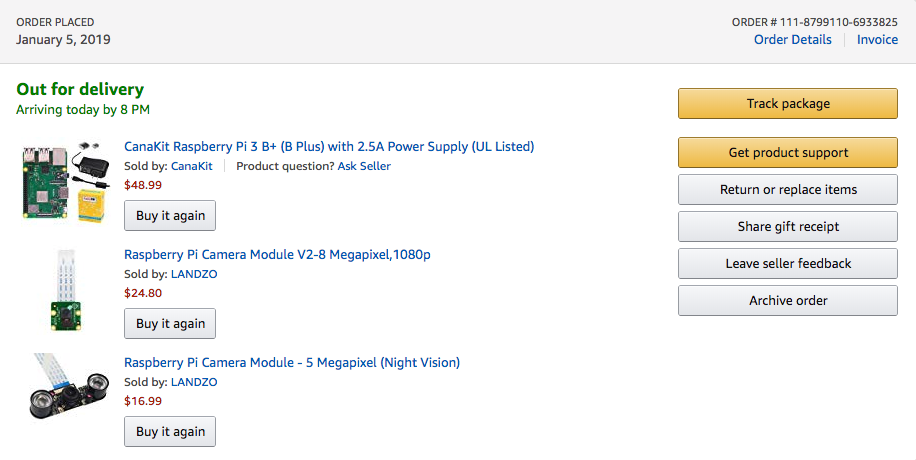 ORDER PLACED
January 5, 2019
ORDER # 111-8799110-6933825
Order Details
Invoice
Out for delivery
Arriving today by 8 PM
CanaKit Raspberry Pi 3 B+ (B Plus) with 2.5A Power Supply (UL Listed)
Sold by: CanaKit Product question? Ask Seller
$48.99
Buy it again
Raspberry Pi Camera Module V2-8 Megapixel,1080p
Sold by: LANDZO
$24.80
Buy it again
Raspberry Pi Camera Module - 5 Megapixel (Night Vision)
Sold by: LANDZO
$16.99
Buy it again
Track package
Get product support
Return or replace items
Share gift receipt
Leave seller feedback
Archive order